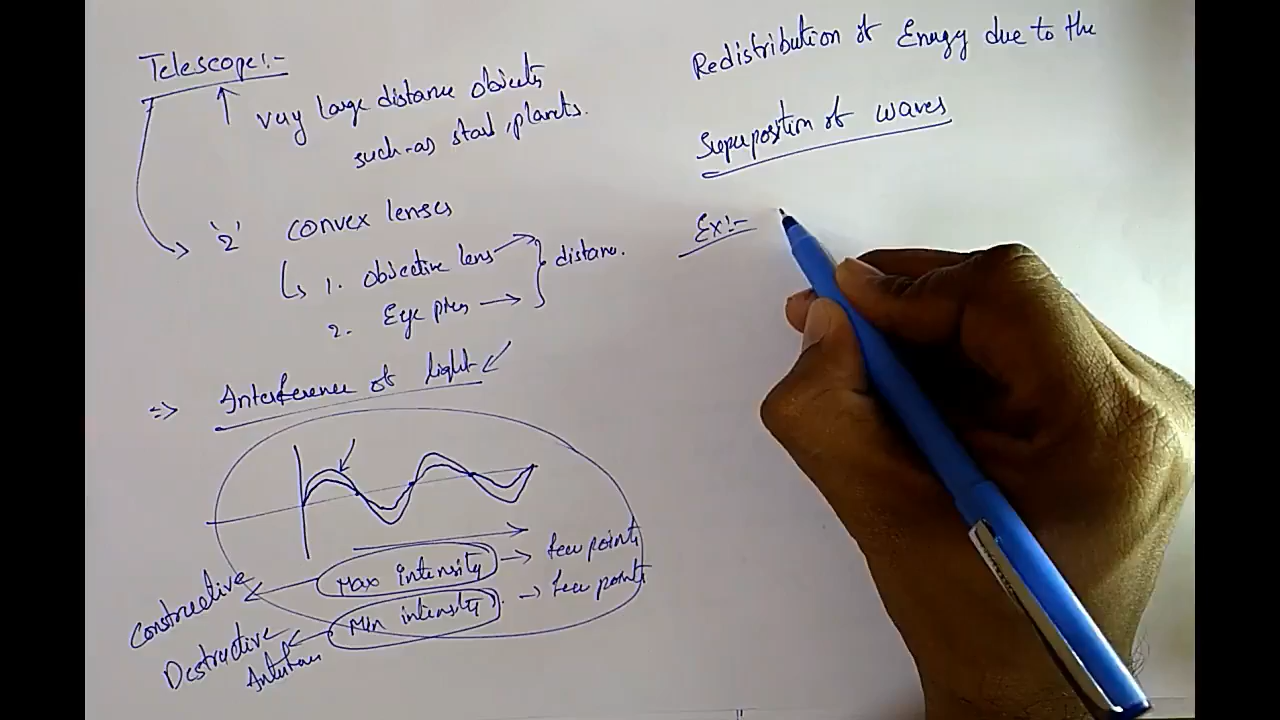 Telescope:-
very large distance objects
such-as stars, planets.
'2' convex lenses
1. Objective lens
2. Eye
distanc.
=> Interference of light
Max intensity → few points
Min intensity → few points
Constructive
Destructive
Redistribution of Energy due to the
Superposition of waves
Ex:-